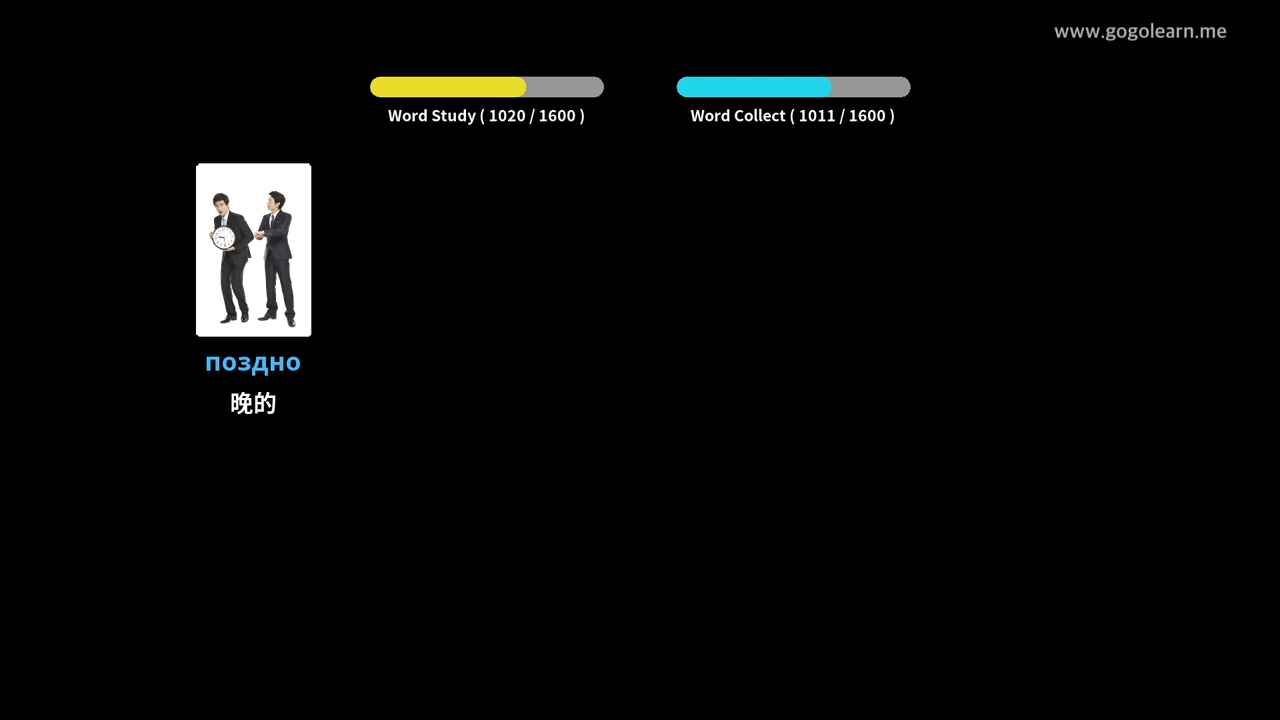 www.gogolearn.me
Word Study ( 1020 / 1600 )
Word Collect ( 1011 / 1600 )
поздно
晚的